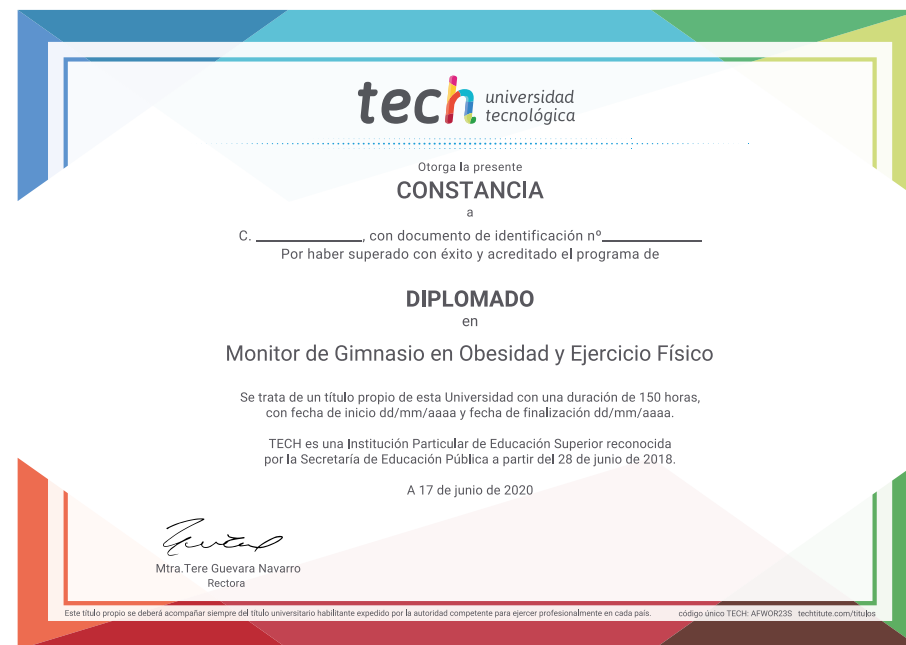 tech universidad
tecnológica
Otorga la presente
CONSTANCIA
a
C. ____________, con documento de identificación nº____________
Por haber superado con éxito y acreditado el programa de
DIPLOMADO
en
Monitor de Gimnasio en Obesidad y Ejercicio Físico
Se trata de un título propio de esta Universidad con una duración de 150 horas,
con fecha de inicio dd/mm/aaaa y fecha de finalización dd/mm/aaaa.
TECH es una Institución Particular de Educación Superior reconocida
por la Secretaría de Educación Pública a partir del 28 de junio de 2018.
A 17 de junio de 2020
Mtra.Tere Guevara Navarro
Rectora
Este título propio se deberá acompañar siempre del título universitario habilitante expedido por la autoridad competente para ejercer profesionalmente en cada país. código único TECH: AFWOR23S techtitute.com/titulos